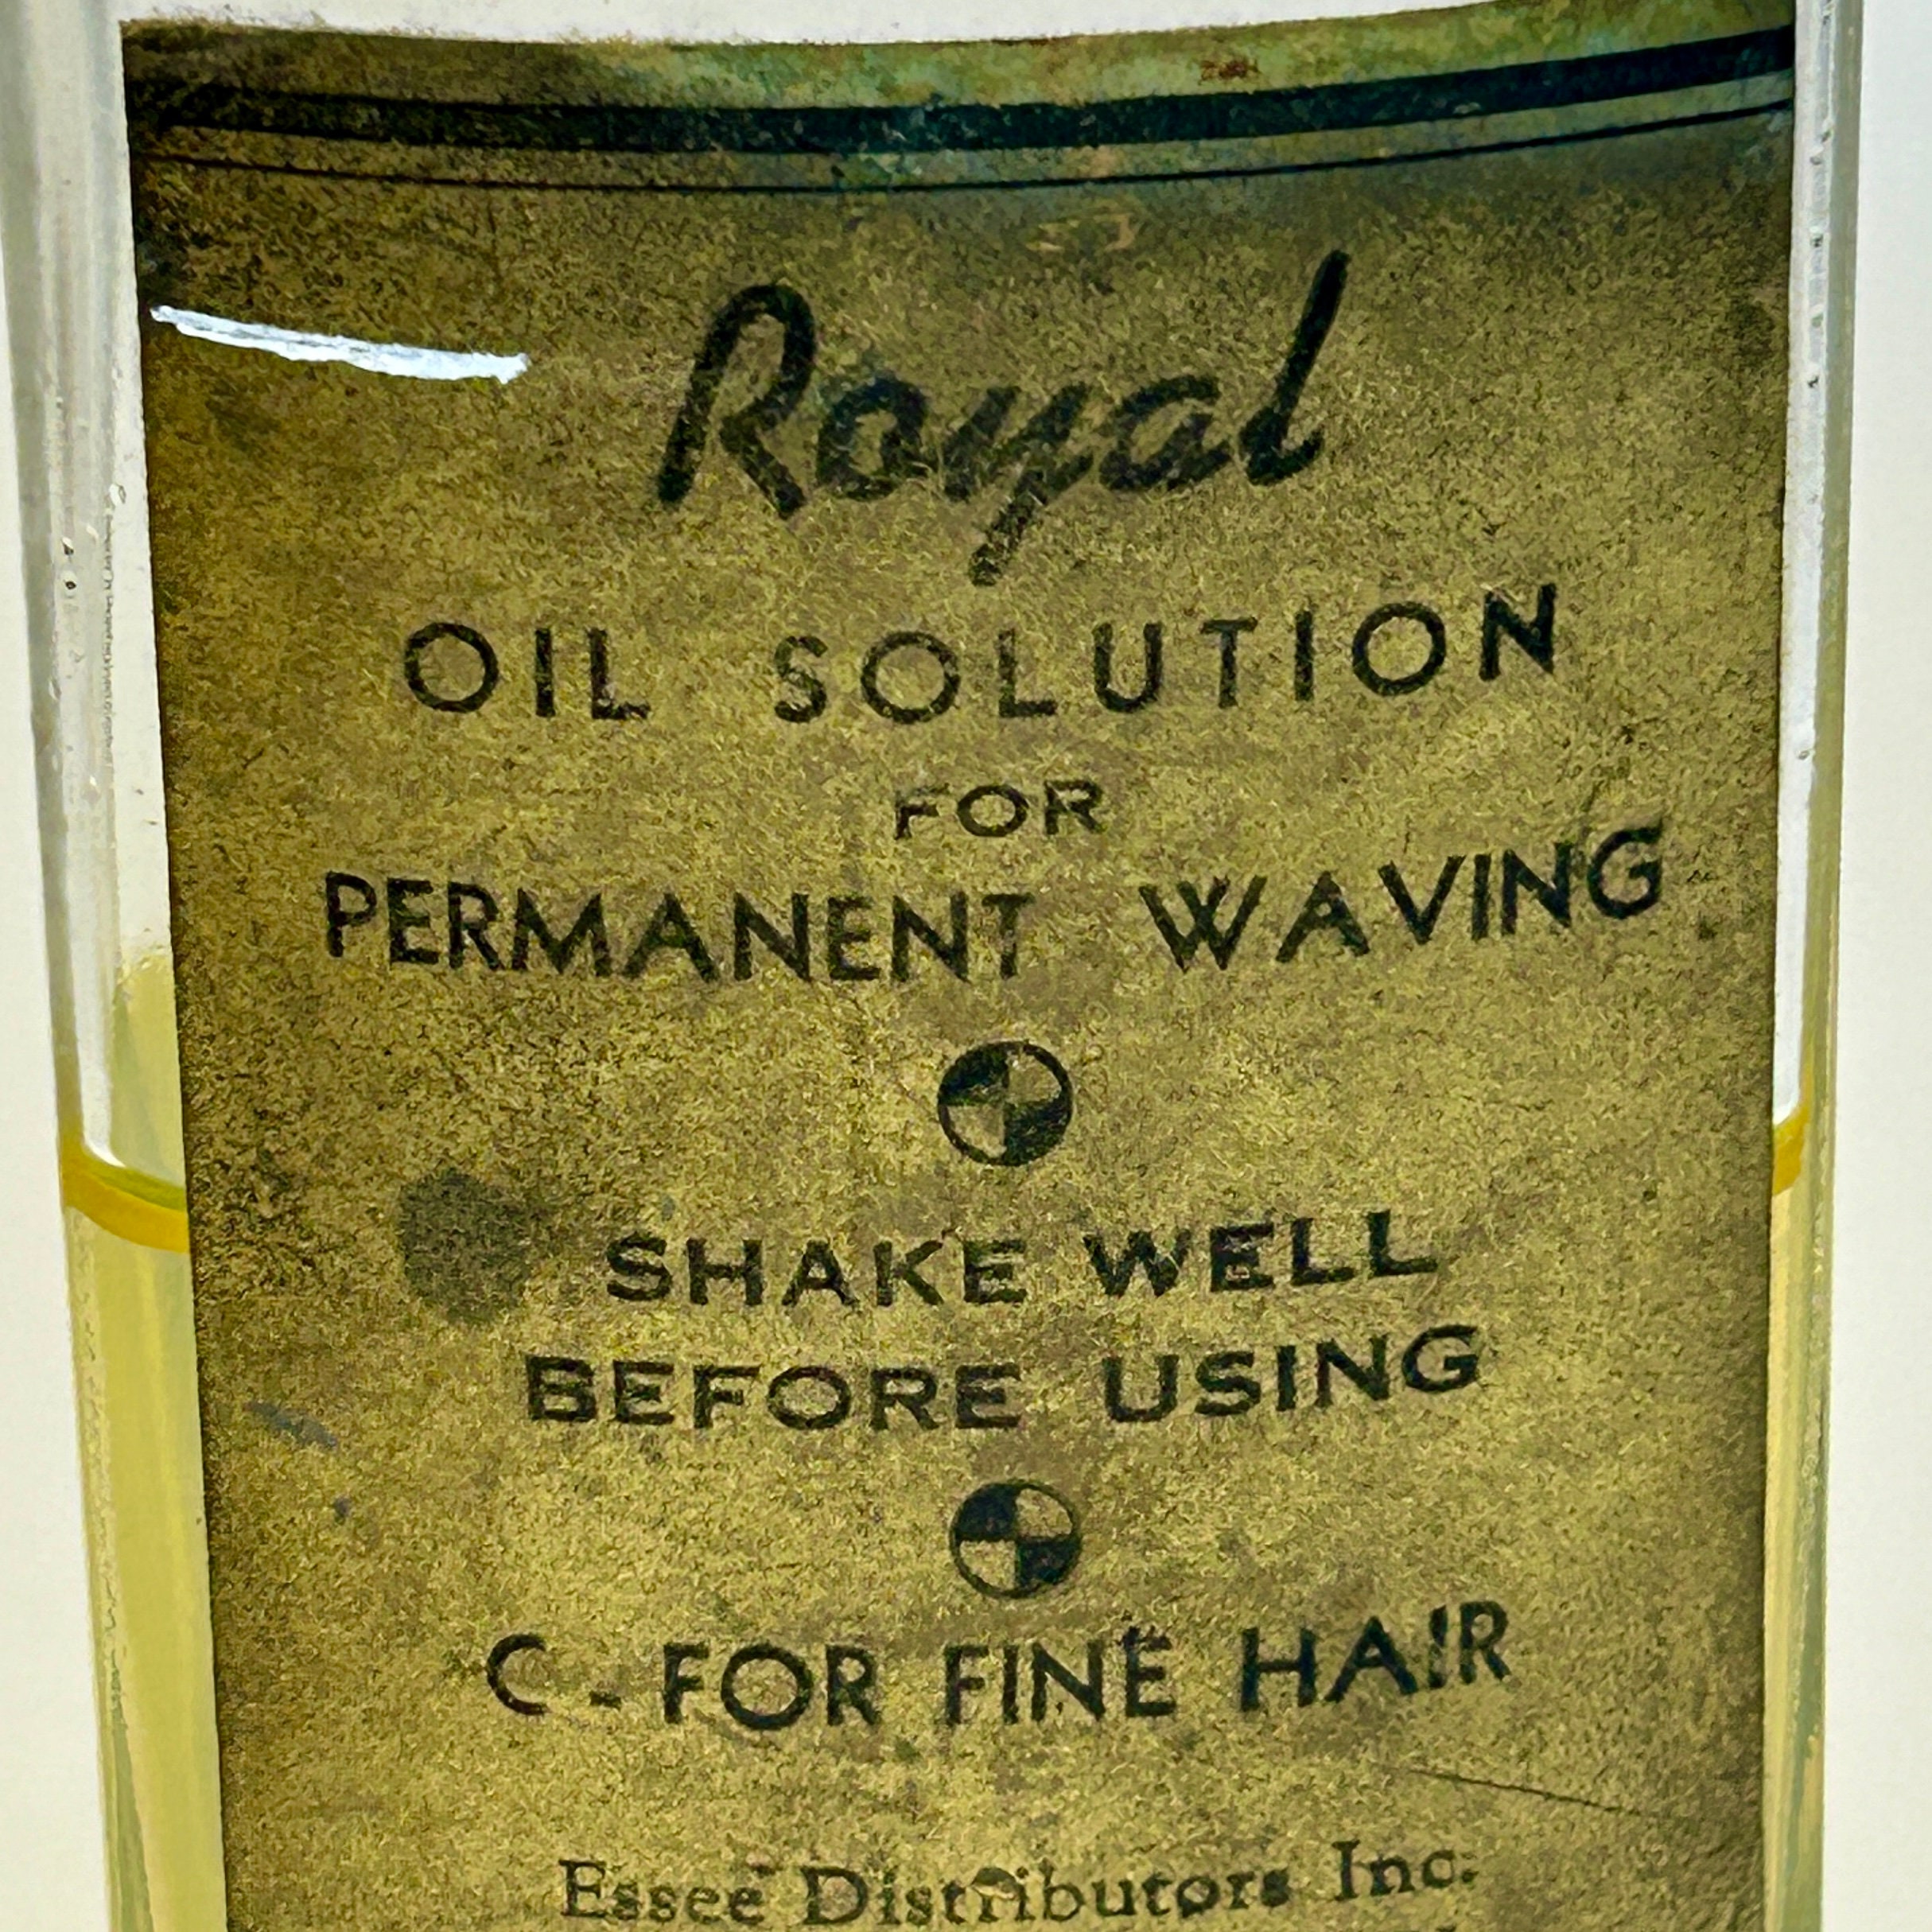 Royal
OIL SOLUTION
FOR
PERMANENT WAVING
SHAKE WELL
BEFORE USING
C - FOR FINE HAIR
Essee Distributors Inc.